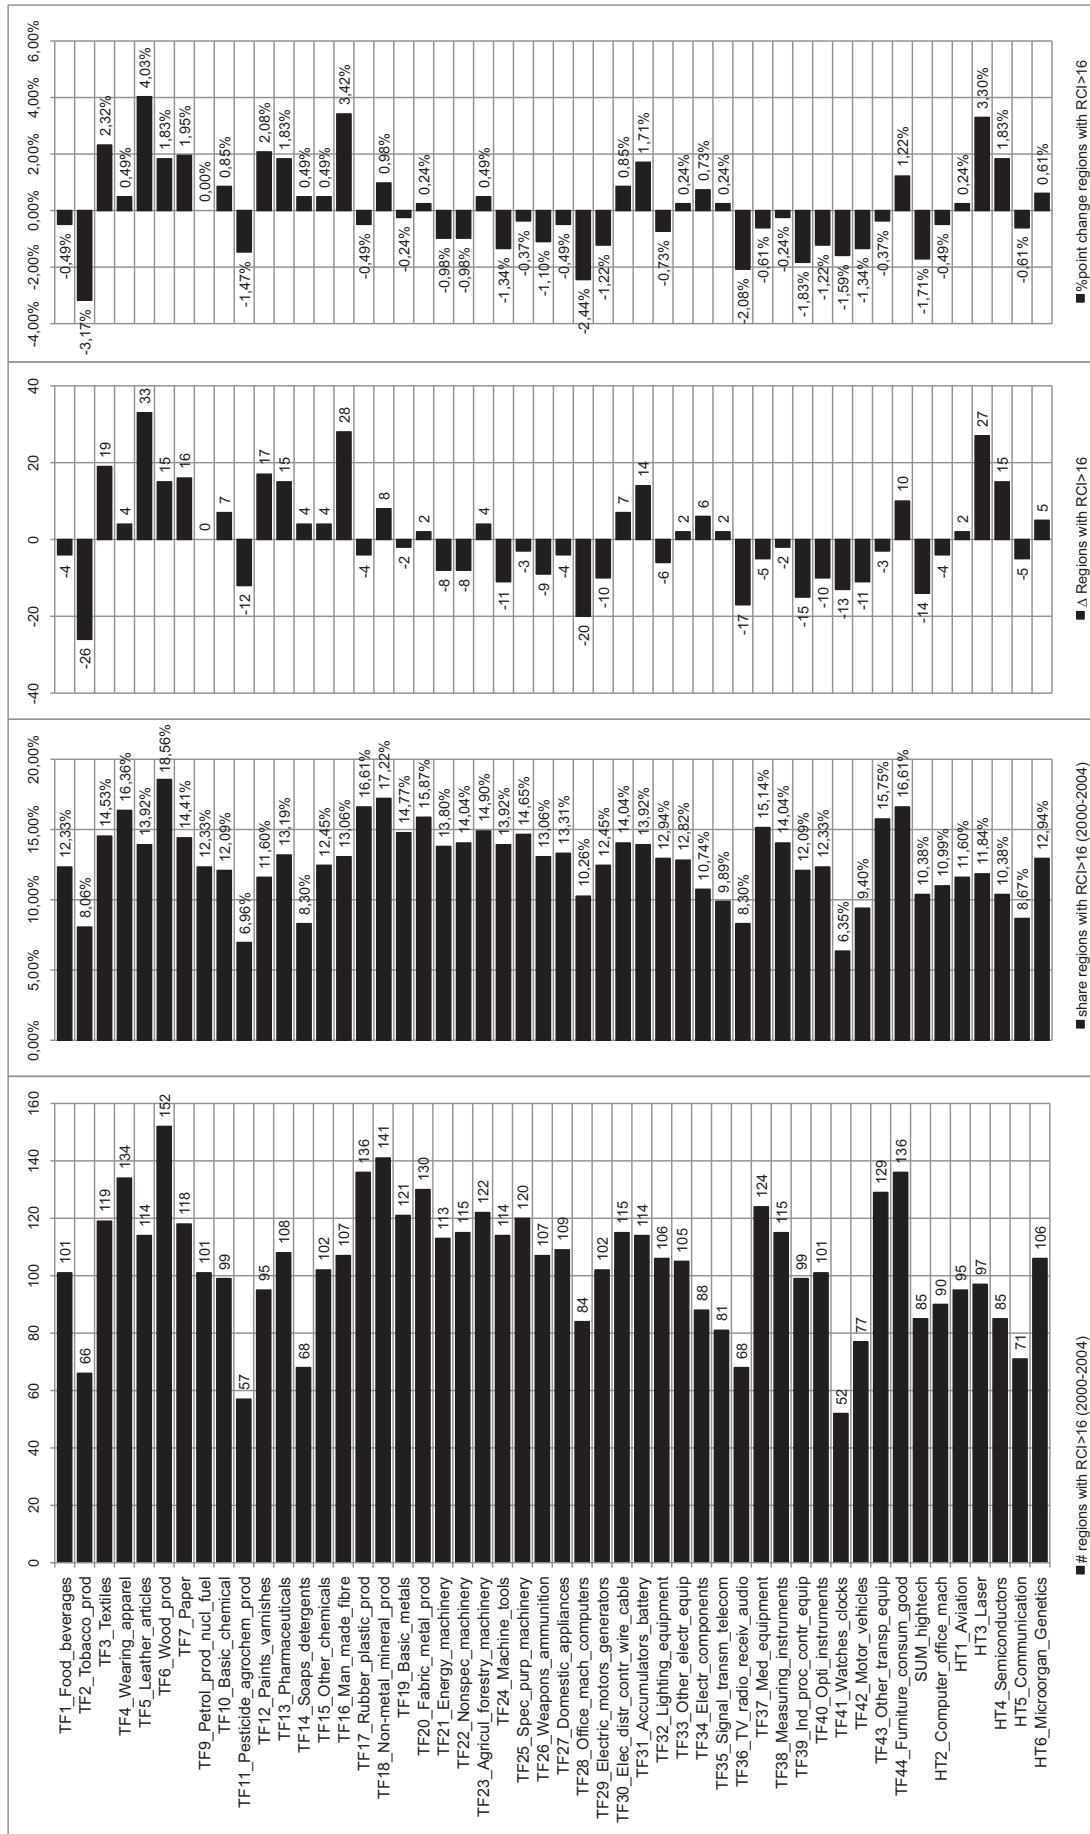 0 20 40 60 80 100 120 140 160 0,00% 5,00% 10,00% 15,00% 20,00% -40 -20 0 20 40 -4,00% -2,00% 0,00% 2,00% 4,00% 6,00%
TF1_Food_beverages 101 12,33% -4 -0,49%
TF2_Tobacco_prod 66 8,06% -26 -3,17%
TF3_Textiles 119 14,53% 19 2,32%
TF4_Wearing_apparel 134 16,36% 4 0,49%
TF5_Leather_articles 114 13,92% 33 4,03%
TF6_Wood_prod 152 18,56% 15 1,83%
TF7_Paper 118 14,41% 16 1,95%
TF9_Petrol_prod_nucl_fuel 101 12,33% 0 0,00%
TF10_Basic_chemical 99 12,09% 7 0,85%
TF11_Pesticide_agrochem_prod 57 6,96% -12 -1,47%
TF12_Paints_varnishes 95 11,60% 17 2,08%
TF13_Pharmaceuticals 108 13,19% 15 1,83%
TF14_Soaps_detergents 68 8,30% 4 0,49%
TF15_Other_chemicals 102 12,45% 4 0,49%
TF16_Man_made_fibre 107 13,06% 28 3,42%
TF17_Rubber_plastic_prod 136 16,61% -4 -0,49%
TF18_Non-metal_mineral_prod 141 17,22% 8 0,98%
TF19_Basic_metals 121 14,77% -2 -0,24%
TF20_Fabric_metal_prod 130 15,87% 2 0,24%
TF21_Energy_machinery 113 13,80% -8 -0,98%
TF22_Nonspec_machinery 115 14,04% -8 -0,98%
TF23_Agricul_forestry_machinery 122 14,90% 4 0,49%
TF24_Machine_tools 114 13,92% -11 -1,34%
TF25_Spec_purp_machinery 120 14,65% -3 -0,37%
TF26_Weapons_ammunition 107 13,06% -9 -1,10%
TF27_Domestic_appliances 109 13,31% -4 -0,49%
TF28_Office_mach_computers 84 10,26% -20 -2,44%
TF29_Electric_motors_generators 102 12,45% -10 -1,22%
TF30_Elec_distr_contr_wire_cable 115 14,04% 7 0,85%
TF31_Accumulators_battery 114 13,92% 14 1,71%
TF32_Lighting_equipment 106 12,94% -6 -0,73%
TF33_Other_electr_equip 105 12,82% 2 0,24%
TF34_Electr_components 88 10,74% 6 0,73%
TF35_Signal_transm_telecom 81 9,89% 2 0,24%
TF36_TV_radio_receiv_audio 68 8,30% -17 -2,08%
TF37_Med_equipment 124 15,14% -5 -0,61%
TF38_Measuring_instruments 115 14,04% -2 -0,24%
TF39_Ind_proc_contr_equip 99 12,09% -15 -1,83%
TF40_Opti_instruments 101 12,33% -10 -1,22%
TF41_Watches_clocks 52 6,35% -13 -1,59%
TF42_Motor_vehicles 77 9,40% -11 -1,34%
TF43_Other_transp_equip 129 15,75% -3 -0,37%
TF44_Furniture_consum_good 136 16,61% 10 1,22%
SUM_hightech 85 10,38% -14 -1,71%
HT2_Computer_office_mach 90 10,99% -4 -0,49%
HT1_Aviation 95 11,60% 2 0,24%
HT3_Laser 97 11,84% 27 3,30%
HT4_Semiconductors 85 10,38% 15 1,83%
HT5_Communication 71 8,67% -5 -0,61%
HT6_Microorgan_Genetics 106 12,94% 5 0,61%
# regions with RCI>16 (2000-2004) share regions with RCI>16 (2000-2004) Δ Regions with RCI>16 %point change regions with RCI>16